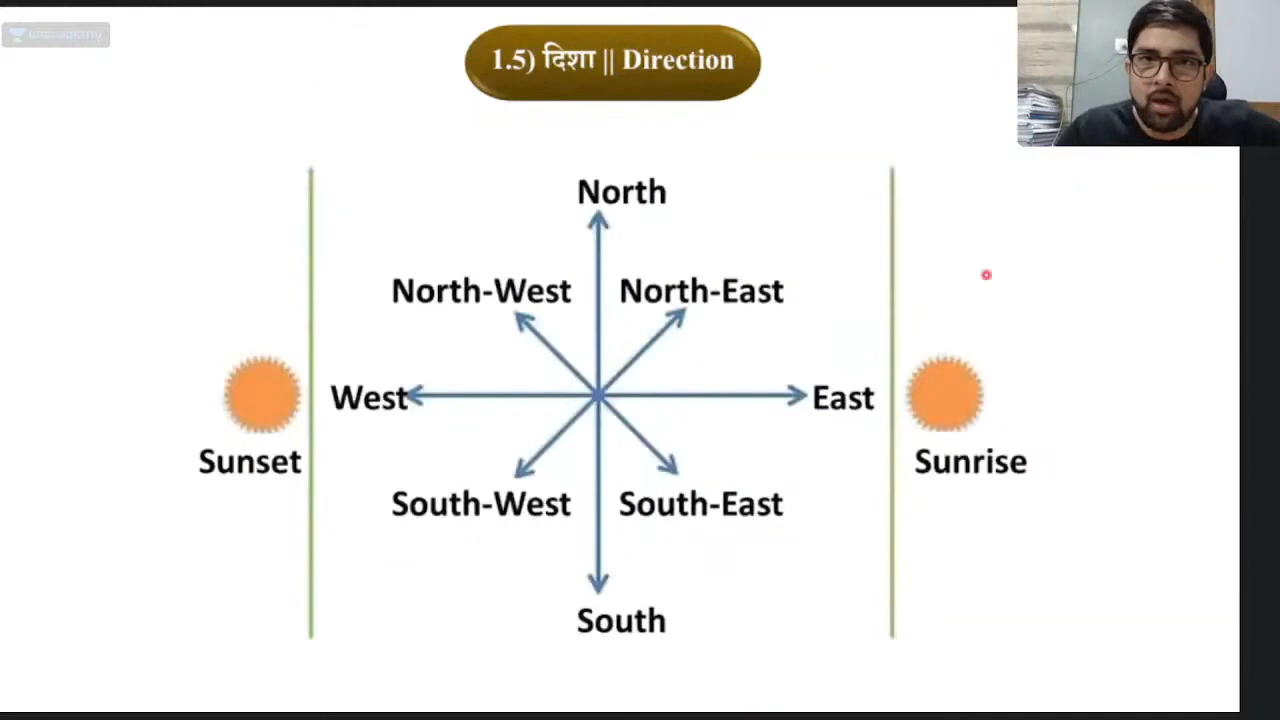 1.5) दिशा || Direction
North
North-West North-East
West East
Sunset Sunrise
South-West South-East
South